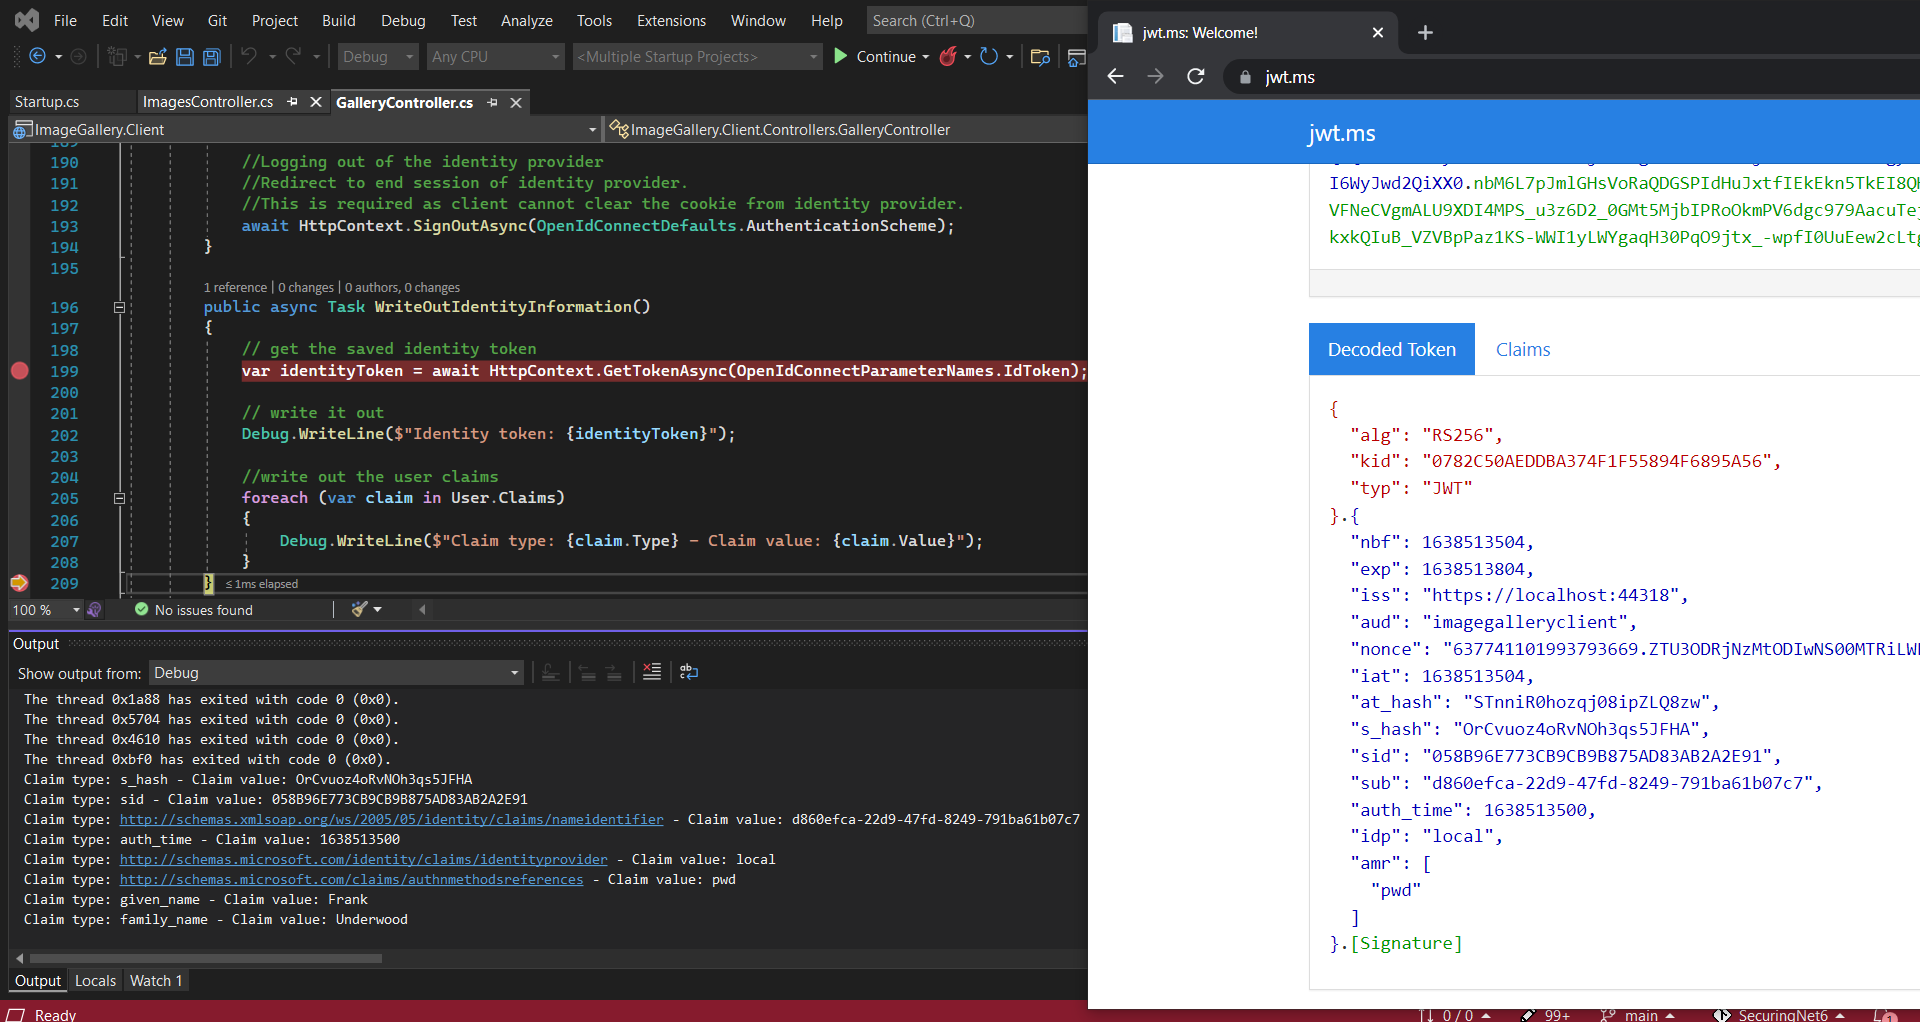 File Edit View Git Project Build Debug Test Analyze Tools Extensions Window Help Search (Ctrl+Q)
Debug Any CPU <Multiple Startup Projects> Continue
Startup.cs ImagesController.cs GalleryController.cs
ImageGallery.Client ImageGallery.Client.Controllers.GalleryController
189
190 //Logging out of the identity provider
191 //Redirect to end session of identity provider.
192 //This is required as client cannot clear the cookie from identity provider.
193 await HttpContext.SignOutAsync(OpenIdConnectDefaults.AuthenticationScheme);
194 }
195
1 reference | 0 changes | 0 authors, 0 changes
196 public async Task WriteOutIdentityInformation()
197 {
198 // get the saved identity token
199 var identityToken = await HttpContext.GetTokenAsync(OpenIdConnectParameterNames.IdToken);
200
201 // write it out
202 Debug.WriteLine($"Identity token: {identityToken}");
203
204 //write out the user claims
205 foreach (var claim in User.Claims)
206 {
207 Debug.WriteLine($"Claim type: {claim.Type} - Claim value: {claim.Value}");
208 }
209 } ≤ 1ms elapsed
100 % No issues found
Output
Show output from: Debug
The thread 0x1a88 has exited with code 0 (0x0).
The thread 0x5704 has exited with code 0 (0x0).
The thread 0x4610 has exited with code 0 (0x0).
The thread 0xbf0 has exited with code 0 (0x0).
Claim type: s_hash - Claim value: OrCvuoz4oRvNOh3qs5JFHA
Claim type: sid - Claim value: 058B96E773CB9CB9B875AD83AB2A2E91
Claim type: http://schemas.xmlsoap.org/ws/2005/05/identity/claims/nameidentifier - Claim value: d860efca-22d9-47fd-8249-791ba61b07c7
Claim type: auth_time - Claim value: 1638513500
Claim type: http://schemas.microsoft.com/identity/claims/identityprovider - Claim value: local
Claim type: http://schemas.microsoft.com/claims/authnmethodsreferences - Claim value: pwd
Claim type: given_name - Claim value: Frank
Claim type: family_name - Claim value: Underwood
Output Locals Watch 1
Ready 0 / 0 99+ main SecuringNet6 1
jwt.ms: Welcome!
jwt.ms
jwt.ms
I6WyJwd2QiXX0.nbM6L7pJmlGHsVoRaQDGSPIdHuJxtfIEkEkn5TkEI8QH
VFNeCVgmALU9XDI4MPS_u3z6D2_0GMt5MjbIPRoOkmPV6dgc979AacuTej
kxkQIuB_VZVBpPaz1KS-WWI1yLWYgaqH30PqO9jtx_-wpfI0UuEew2cLtg
Decoded Token Claims
{
"alg": "RS256",
"kid": "0782C50AEDDBA374F1F55894F6895A56",
"typ": "JWT"
}.{
"nbf": 1638513504,
"exp": 1638513804,
"iss": "https://localhost:44318",
"aud": "imagegalleryclient",
"nonce": "637741101993793669.ZTU3ODRjNzMtODIwNS00MTRiLWI
"iat": 1638513504,
"at_hash": "STnniR0hozqj08ipZLQ8zw",
"s_hash": "OrCvuoz4oRvNOh3qs5JFHA",
"sid": "058B96E773CB9CB9B875AD83AB2A2E91",
"sub": "d860efca-22d9-47fd-8249-791ba61b07c7",
"auth_time": 1638513500,
"idp": "local",
"amr": [
"pwd"
]
}.[Signature]